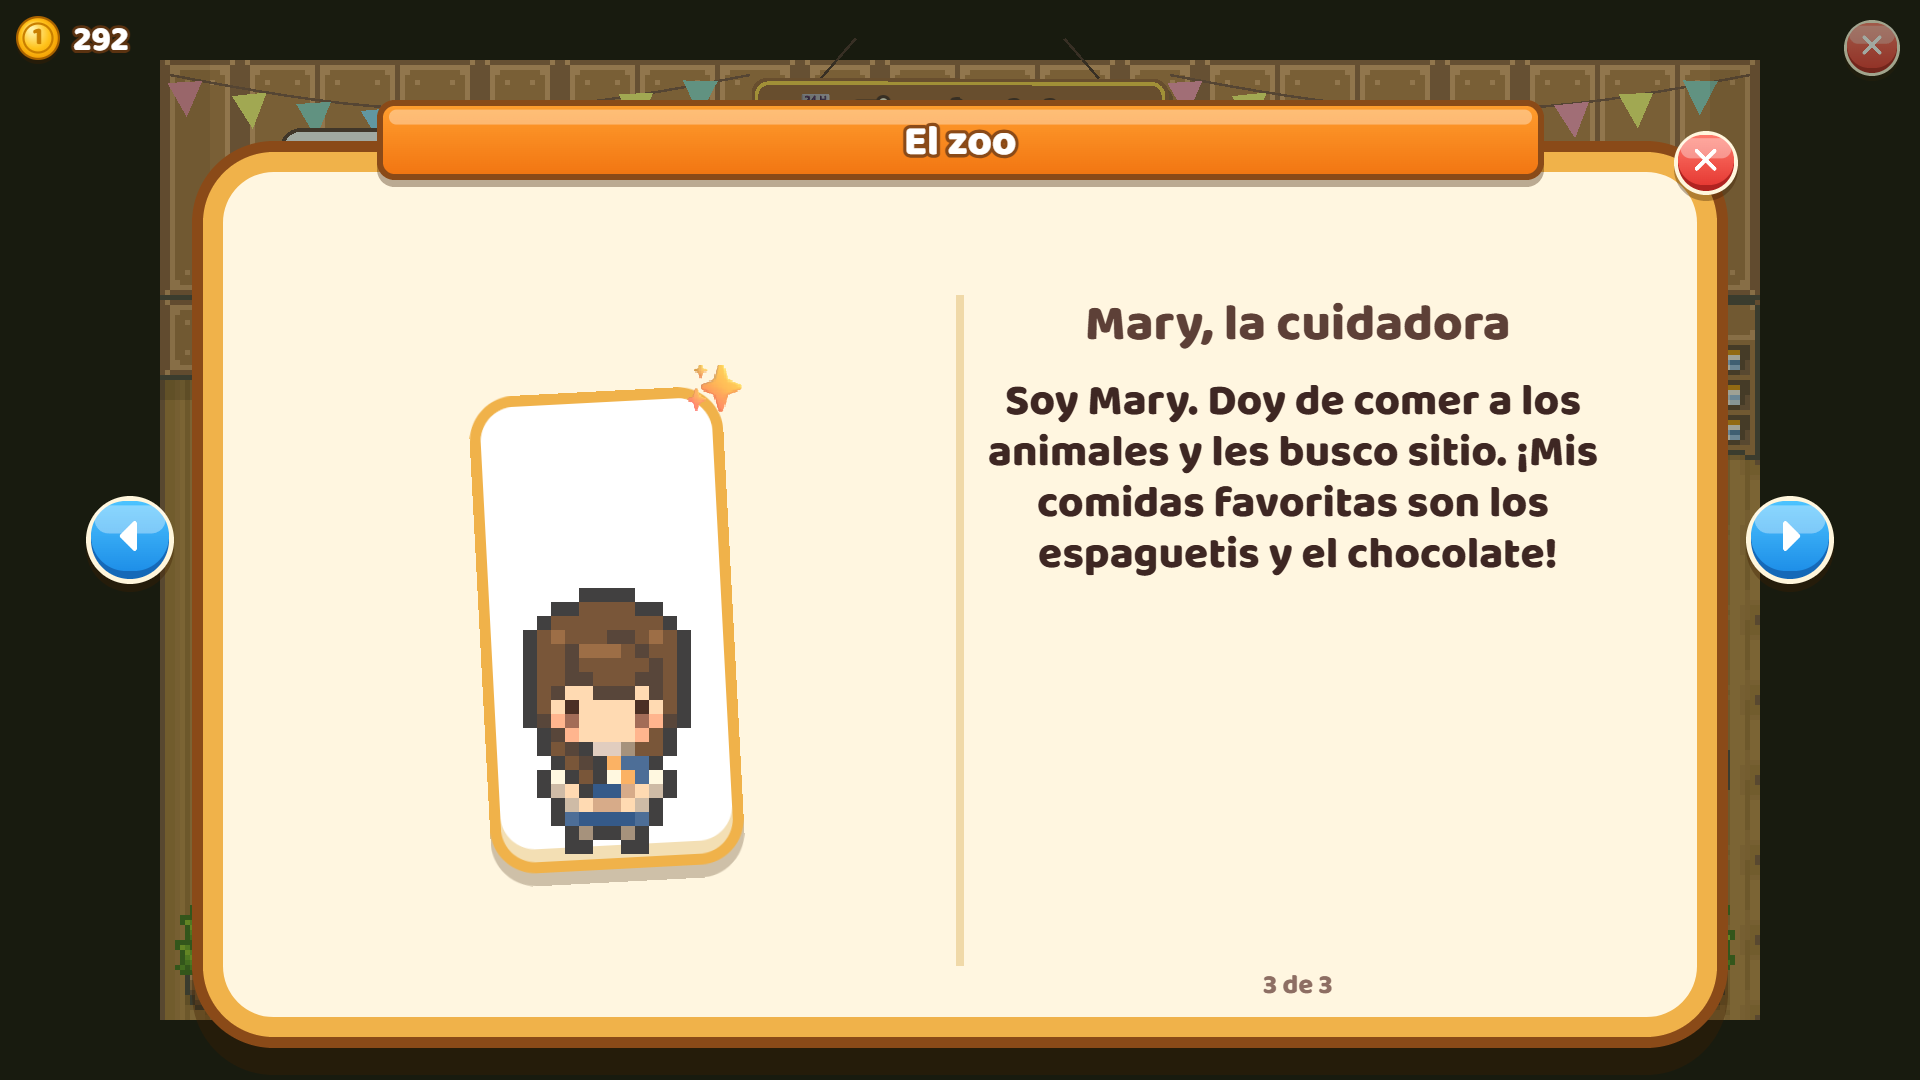 292
El zoo
Mary, la cuidadora
Soy Mary. Doy de comer a los
animales y les busco sitio. ¡Mis
comidas favoritas son los
espaguetis y el chocolate!
3 de 3